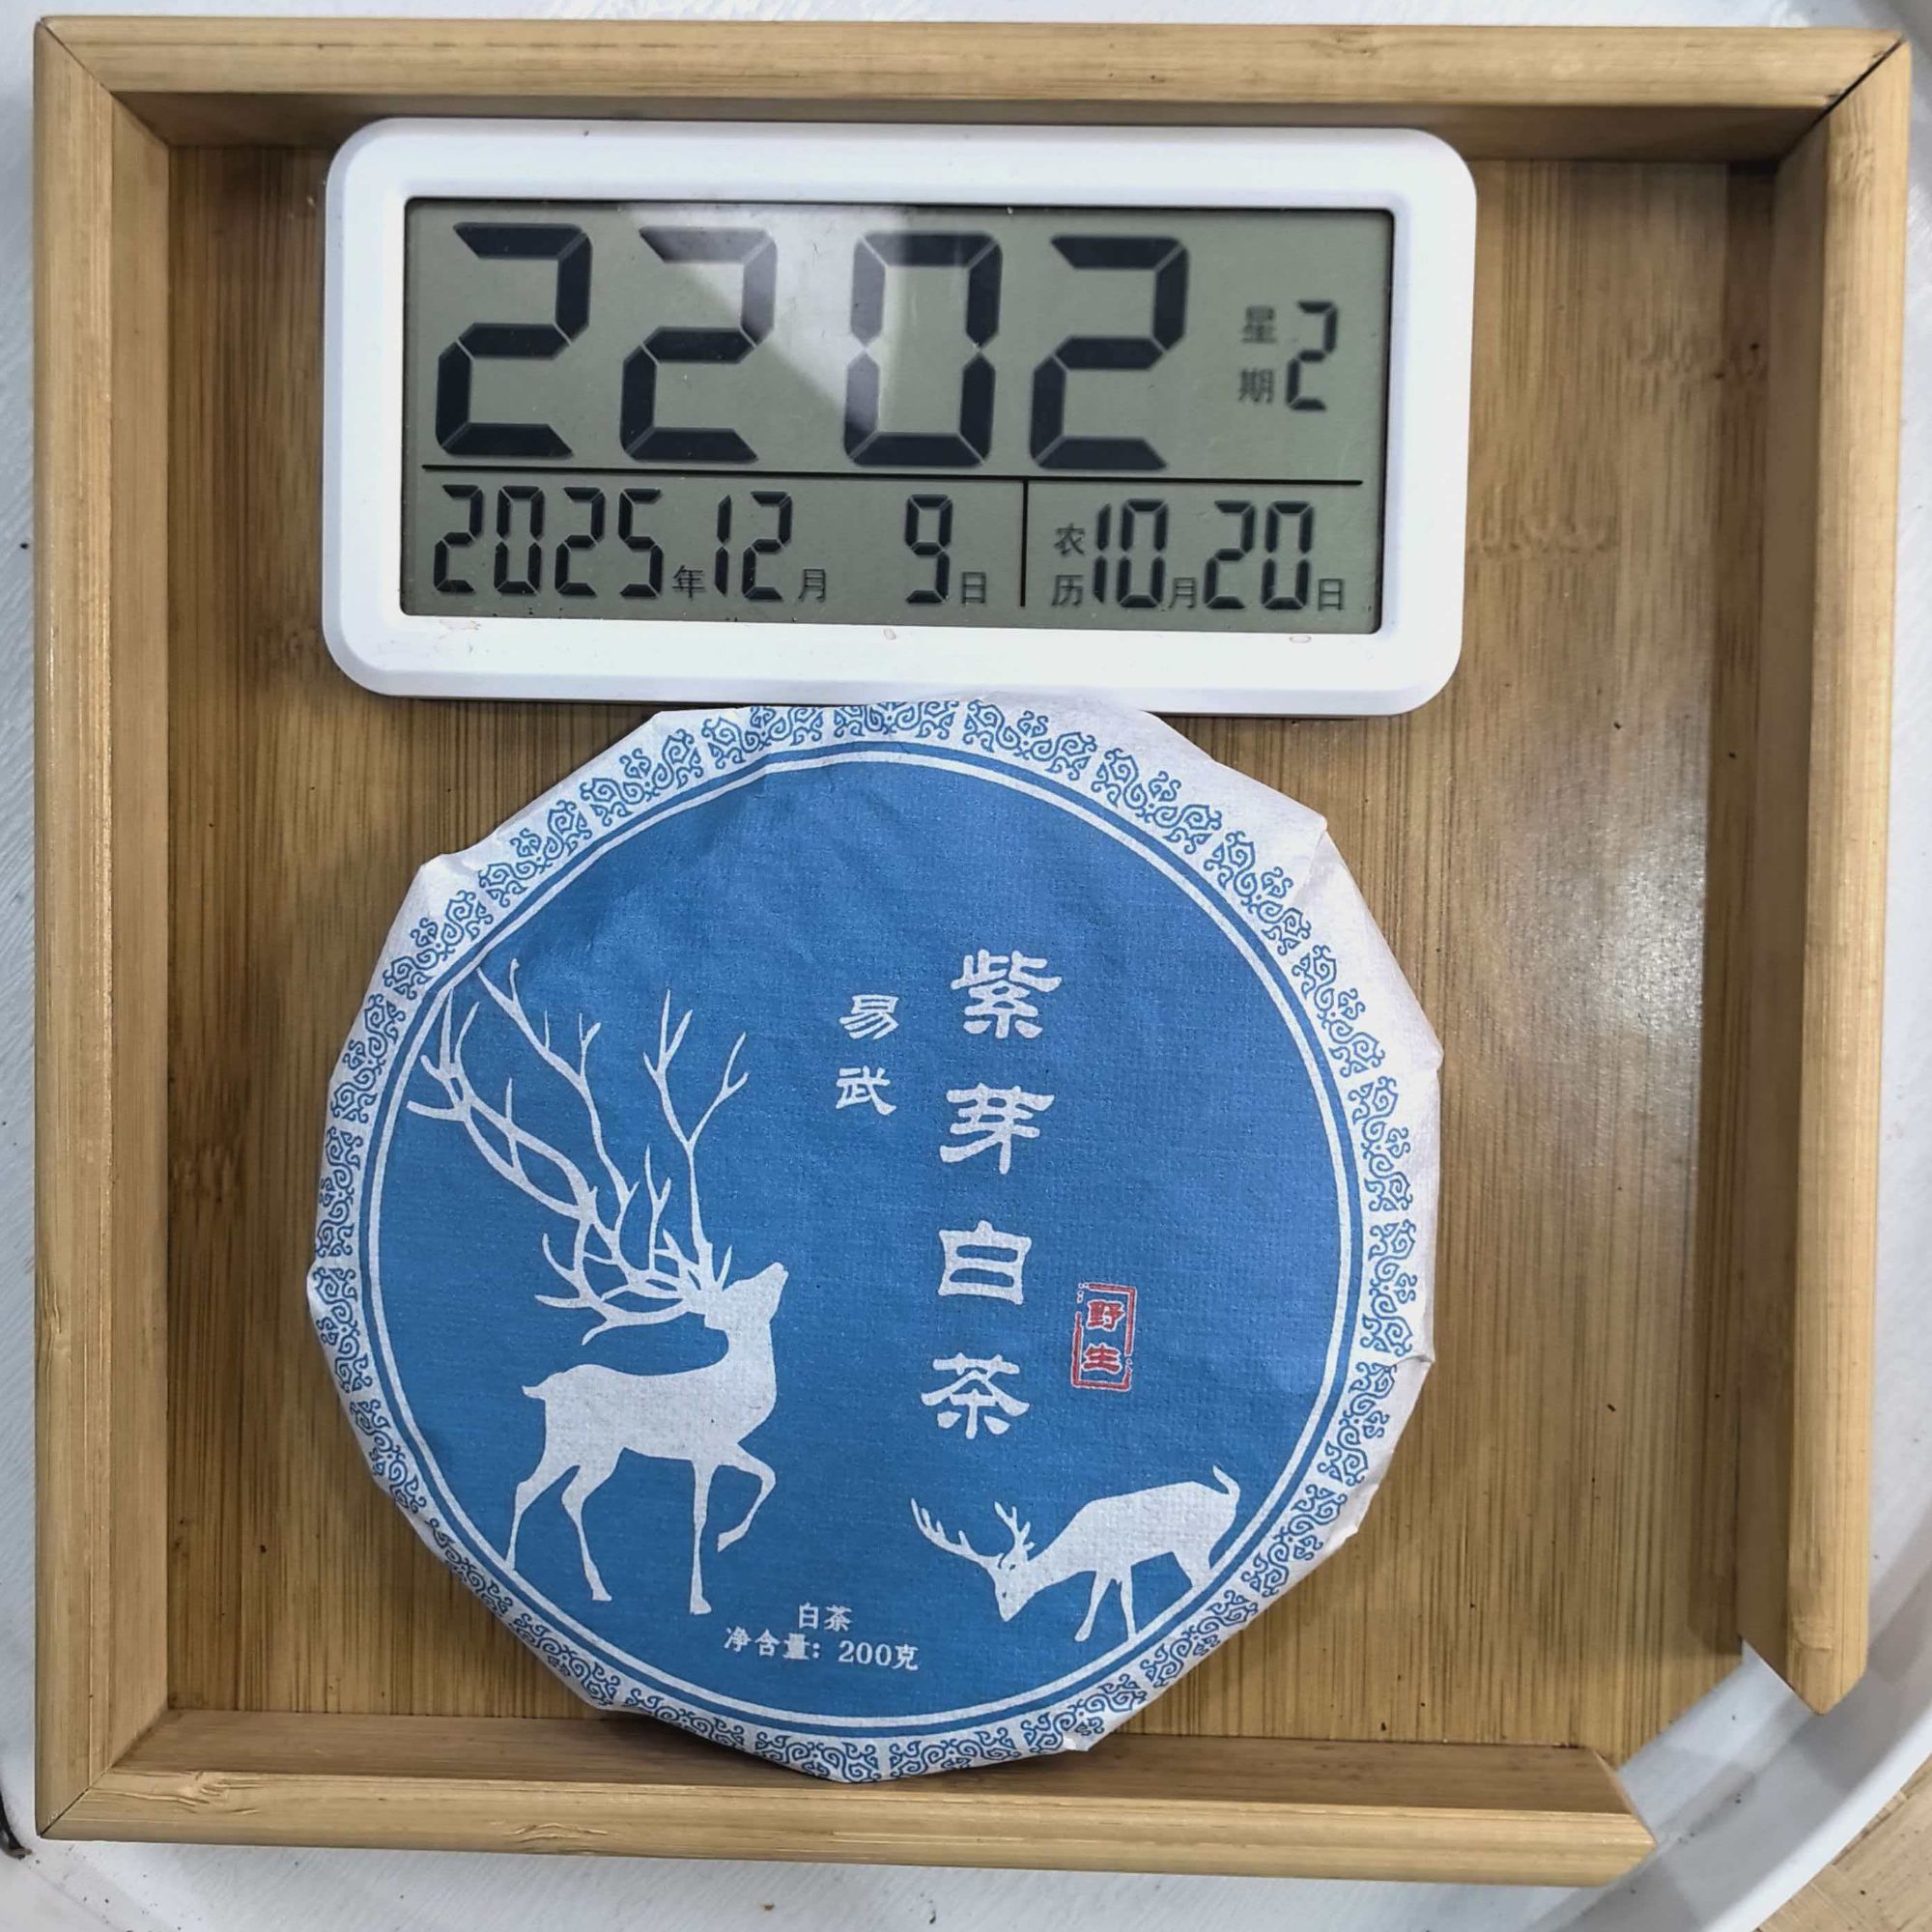 2202
星期2
2025年12月 9日
农历10月20日
紫芽白茶
易武
野生
白茶
净含量：200克